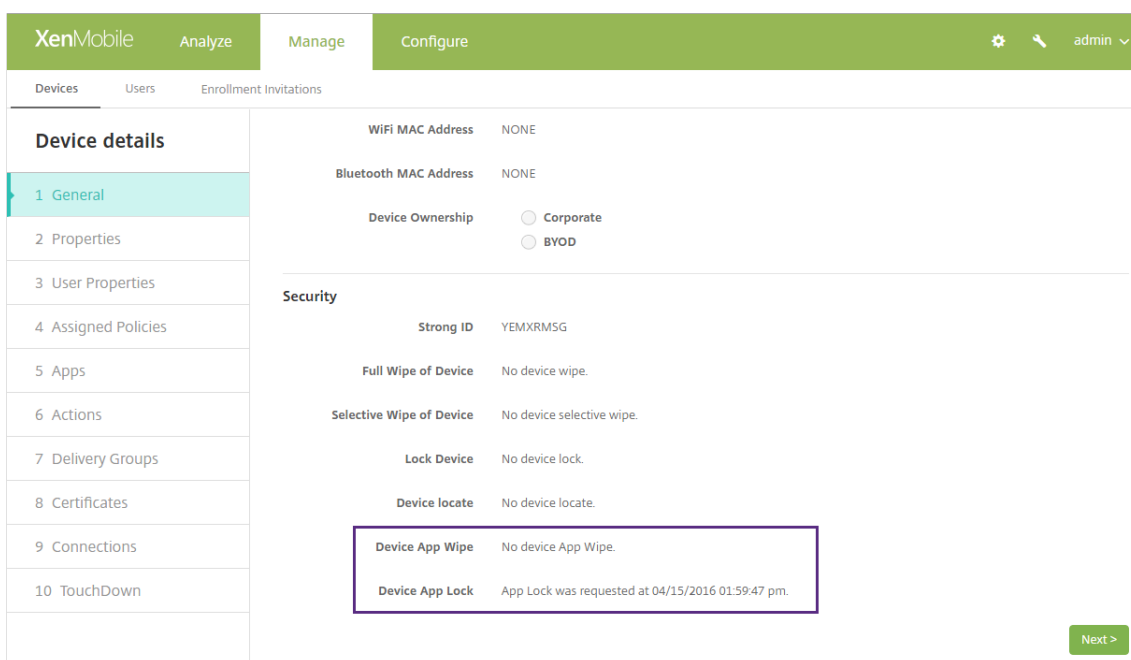 XenMobile Analyze Manage Configure admin
Devices Users Enrollment Invitations
Device details
1 General
2 Properties
3 User Properties
4 Assigned Policies
5 Apps
6 Actions
7 Delivery Groups
8 Certificates
9 Connections
10 TouchDown
WiFi MAC Address NONE
Bluetooth MAC Address NONE
Device Ownership Corporate
BYOD
Security
Strong ID YEMXRMSG
Full Wipe of Device No device wipe.
Selective Wipe of Device No device selective wipe.
Lock Device No device lock.
Device locate No device locate.
Device App Wipe No device App Wipe.
Device App Lock App Lock was requested at 04/15/2016 01:59:47 pm.
Next >